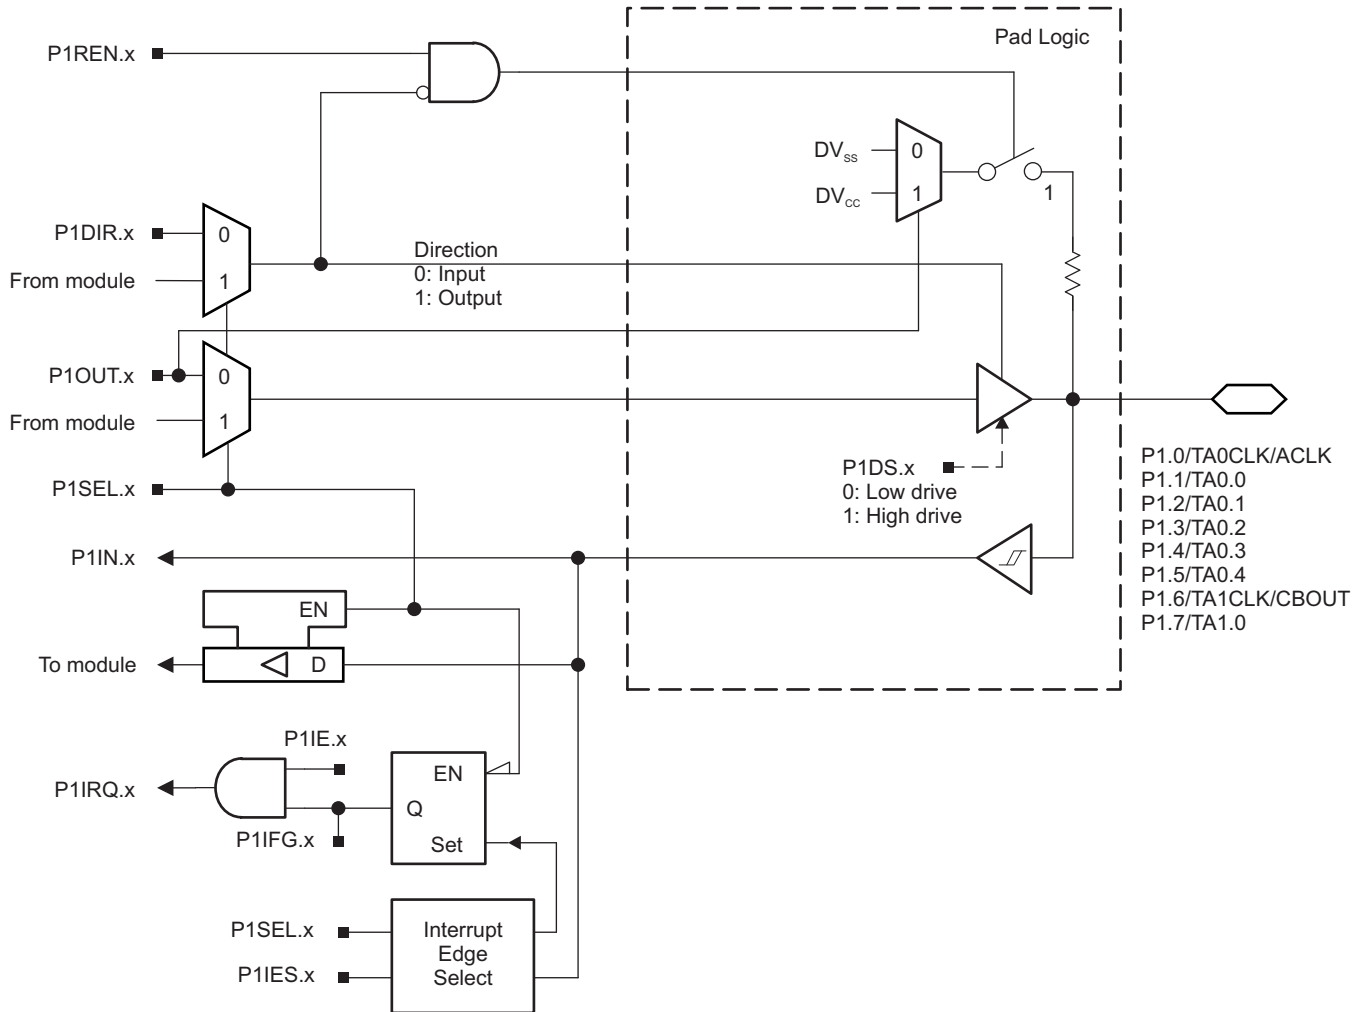 Pad Logic
P1REN.x
DVSS
0
DVCC
1
1
P1DIR.x
0
From module
1
Direction
0: Input
1: Output
P1OUT.x
0
From module
1
P1SEL.x
P1DS.x
0: Low drive
1: High drive
P1.0/TA0CLK/ACLK
P1.1/TA0.0
P1.2/TA0.1
P1.3/TA0.2
P1.4/TA0.3
P1.5/TA0.4
P1.6/TA1CLK/CBOUT
P1.7/TA1.0
P1IN.x
EN
To module
D
P1IE.x
P1IRQ.x
EN
Q
P1IFG.x
Set
P1SEL.x
P1IES.x
Interrupt
Edge
Select